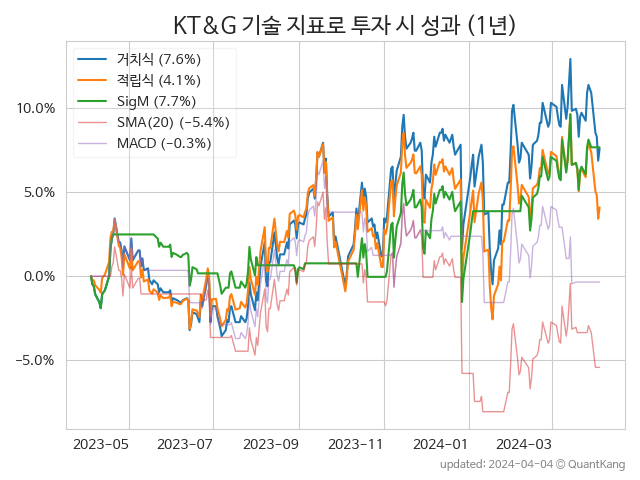 KT&G 기술 지표로 투자 시 성과 (1년)
거치식 (7.6%)
적립식 (4.1%)
SigM (7.7%)
SMA(20) (−5.4%)
MACD (−0.3%)
10.0%
5.0%
0.0%
−5.0%
2023-05 2023-07 2023-09 2023-11 2024-01 2024-03
updated: 2024-04-04 © QuantKang